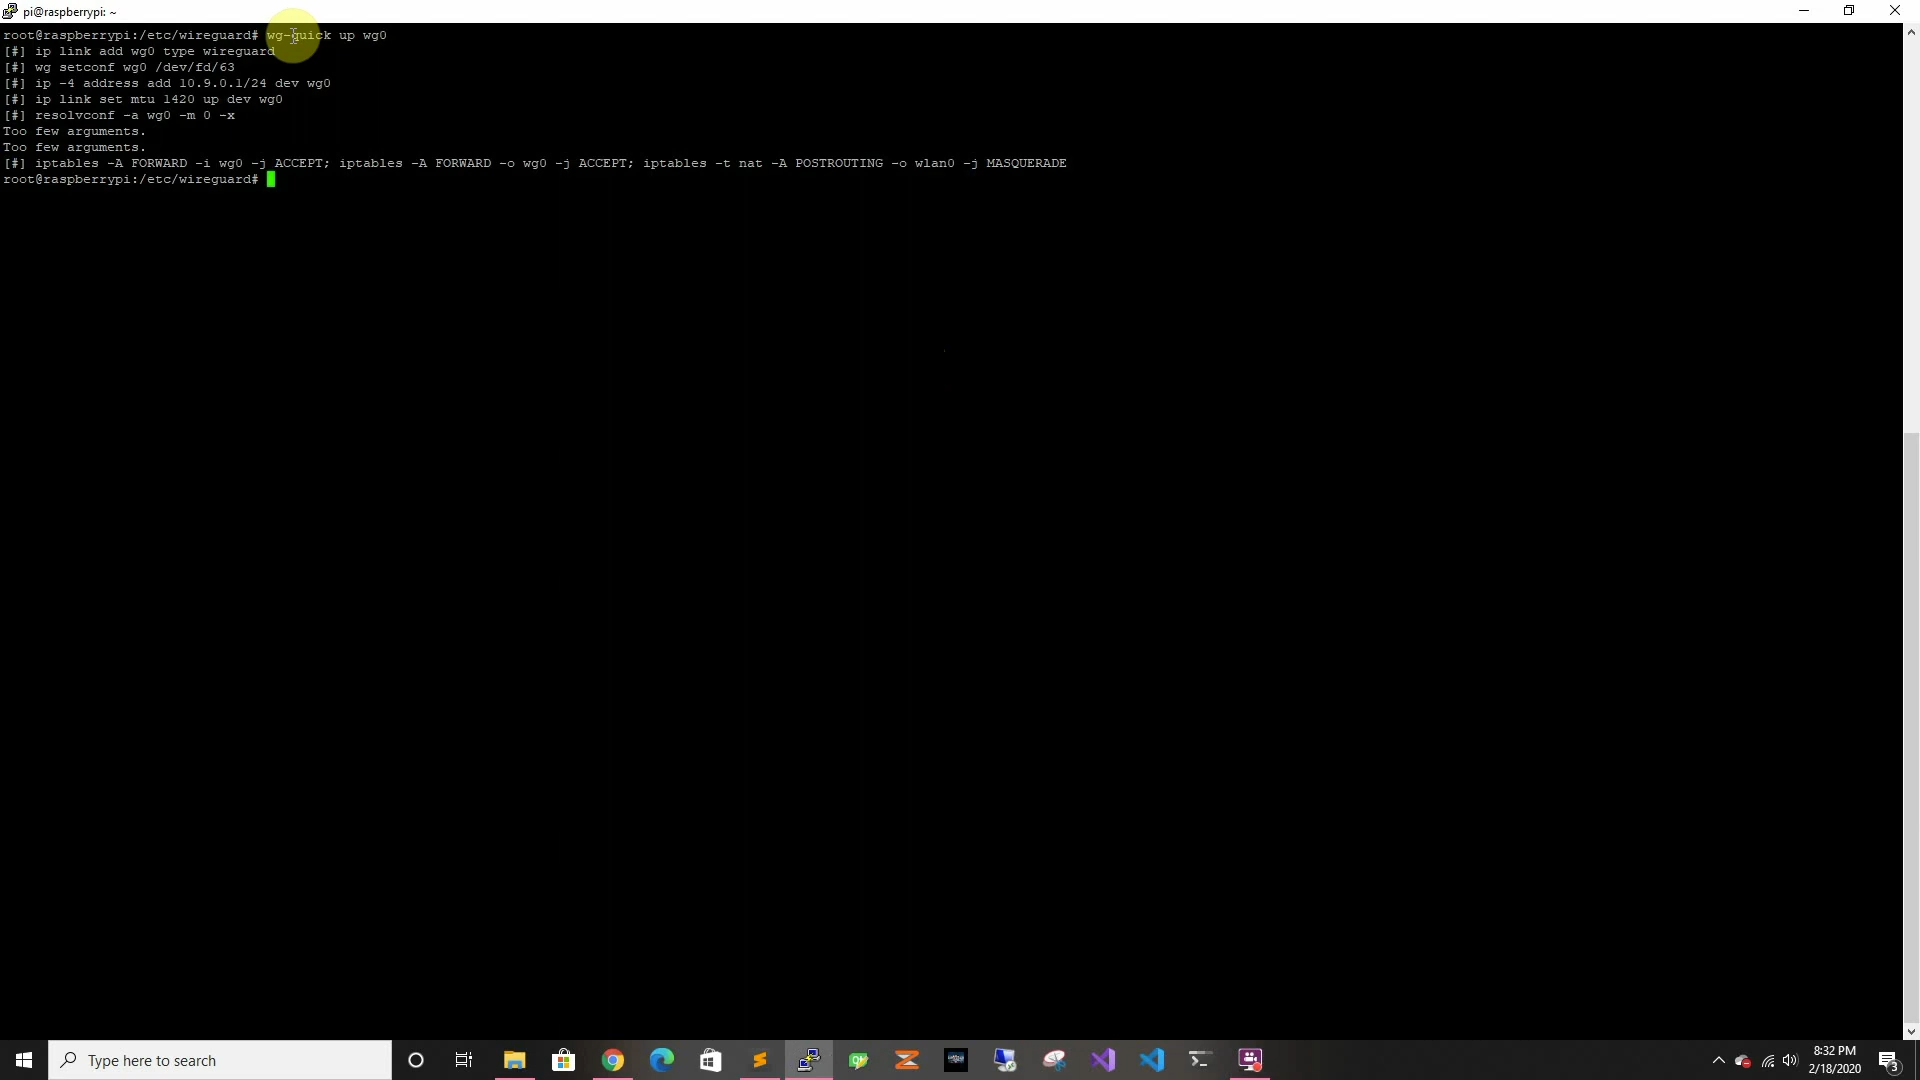 pi@raspberrypi: ~
root@raspberrypi:/etc/wireguard# wg-quick up wg0
[#] ip link add wg0 type wireguard
[#] wg setconf wg0 /dev/fd/63
[#] ip -4 address add 10.9.0.1/24 dev wg0
[#] ip link set mtu 1420 up dev wg0
[#] resolvconf -a wg0 -m 0 -x
Too few arguments.
Too few arguments.
[#] iptables -A FORWARD -i wg0 -j ACCEPT; iptables -A FORWARD -o wg0 -j ACCEPT; iptables -t nat -A POSTROUTING -o wlan0 -j MASQUERADE
root@raspberrypi:/etc/wireguard#
Type here to search
8:32 PM
2/18/2020
3